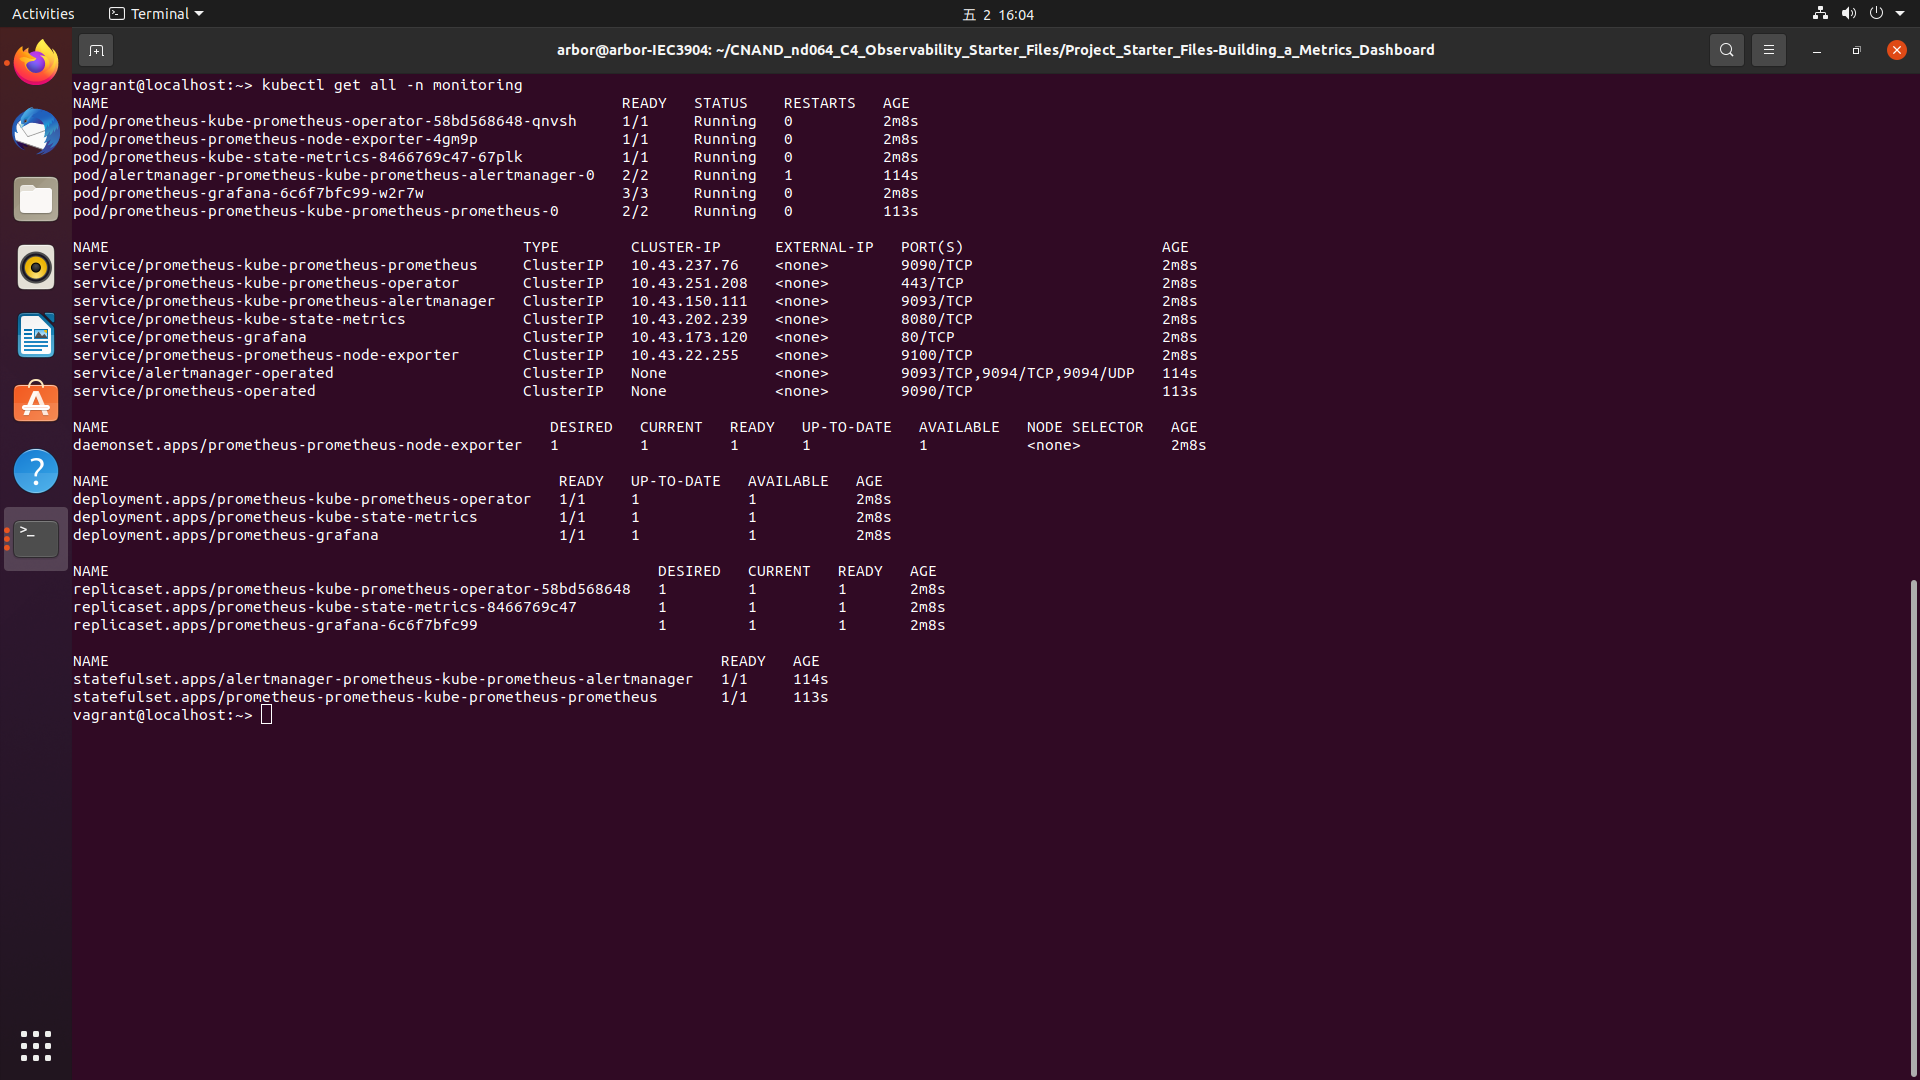 Activities
Terminal
五 2 16:04
arbor@arbor-IEC3904: ~/CNAND_nd064_C4_Observability_Starter_Files/Project_Starter_Files-Building_a_Metrics_Dashboard
vagrant@localhost:~> kubectl get all -n monitoring
NAME READY STATUS RESTARTS AGE
pod/prometheus-kube-prometheus-operator-58bd568648-qnvsh 1/1 Running 0 2m8s
pod/prometheus-prometheus-node-exporter-4gm9p 1/1 Running 0 2m8s
pod/prometheus-kube-state-metrics-8466769c47-67plk 1/1 Running 0 2m8s
pod/alertmanager-prometheus-kube-prometheus-alertmanager-0 2/2 Running 1 114s
pod/prometheus-grafana-6c6f7bfc99-w2r7w 3/3 Running 0 2m8s
pod/prometheus-prometheus-kube-prometheus-prometheus-0 2/2 Running 0 113s
NAME TYPE CLUSTER-IP EXTERNAL-IP PORT(S) AGE
service/prometheus-kube-prometheus-prometheus ClusterIP 10.43.237.76 <none> 9090/TCP 2m8s
service/prometheus-kube-prometheus-operator ClusterIP 10.43.251.208 <none> 443/TCP 2m8s
service/prometheus-kube-prometheus-alertmanager ClusterIP 10.43.150.111 <none> 9093/TCP 2m8s
service/prometheus-kube-state-metrics ClusterIP 10.43.202.239 <none> 8080/TCP 2m8s
service/prometheus-grafana ClusterIP 10.43.173.120 <none> 80/TCP 2m8s
service/prometheus-prometheus-node-exporter ClusterIP 10.43.22.255 <none> 9100/TCP 2m8s
service/alertmanager-operated ClusterIP None <none> 9093/TCP,9094/TCP,9094/UDP 114s
service/prometheus-operated ClusterIP None <none> 9090/TCP 113s
NAME DESIRED CURRENT READY UP-TO-DATE AVAILABLE NODE SELECTOR AGE
daemonset.apps/prometheus-prometheus-node-exporter 1 1 1 1 1 <none> 2m8s
NAME READY UP-TO-DATE AVAILABLE AGE
deployment.apps/prometheus-kube-prometheus-operator 1/1 1 1 2m8s
deployment.apps/prometheus-kube-state-metrics 1/1 1 1 2m8s
deployment.apps/prometheus-grafana 1/1 1 1 2m8s
NAME DESIRED CURRENT READY AGE
replicaset.apps/prometheus-kube-prometheus-operator-58bd568648 1 1 1 2m8s
replicaset.apps/prometheus-kube-state-metrics-8466769c47 1 1 1 2m8s
replicaset.apps/prometheus-grafana-6c6f7bfc99 1 1 1 2m8s
NAME READY AGE
statefulset.apps/alertmanager-prometheus-kube-prometheus-alertmanager 1/1 114s
statefulset.apps/prometheus-prometheus-kube-prometheus-prometheus 1/1 113s
vagrant@localhost:~>